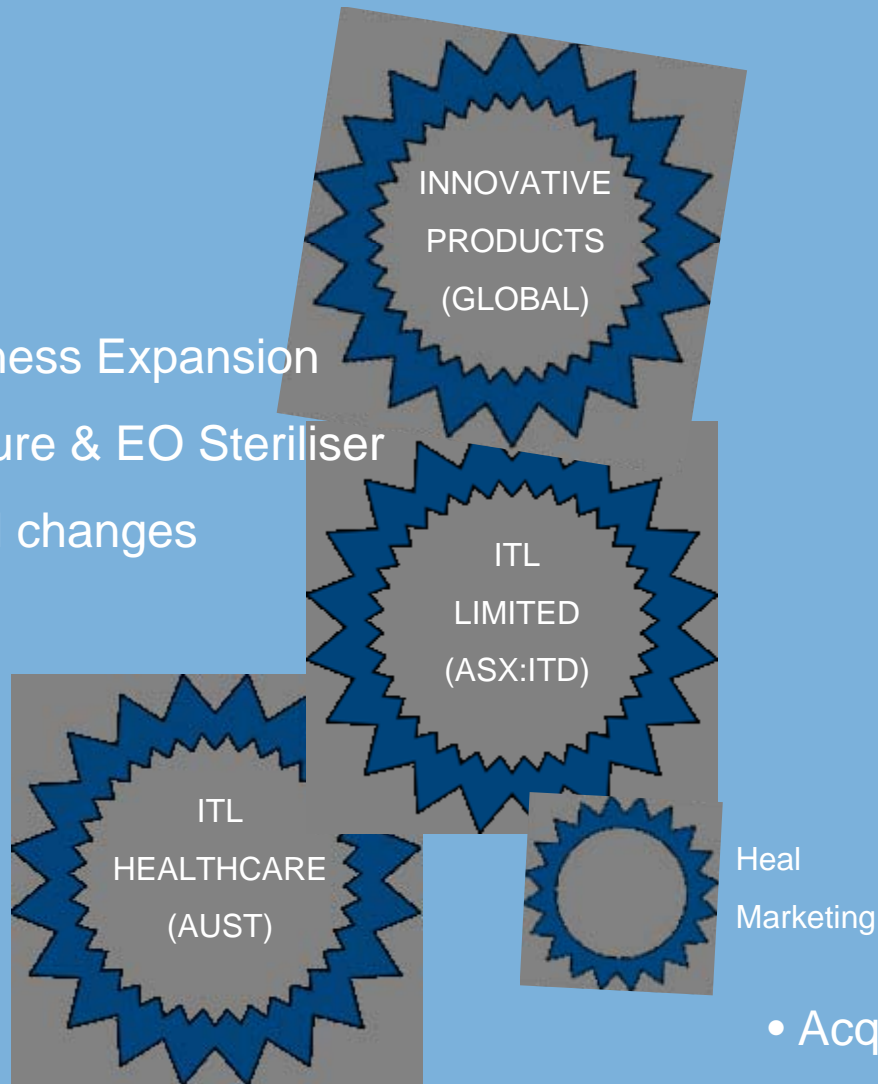 INNOVATIVE
PRODUCTS
(GLOBAL)
ness Expansion
ure & EO Steriliser
changes
ITL
LIMITED
(ASX:ITD)
ITL
HEALTHCARE
(AUST)
Heal
Marketing
• Acq